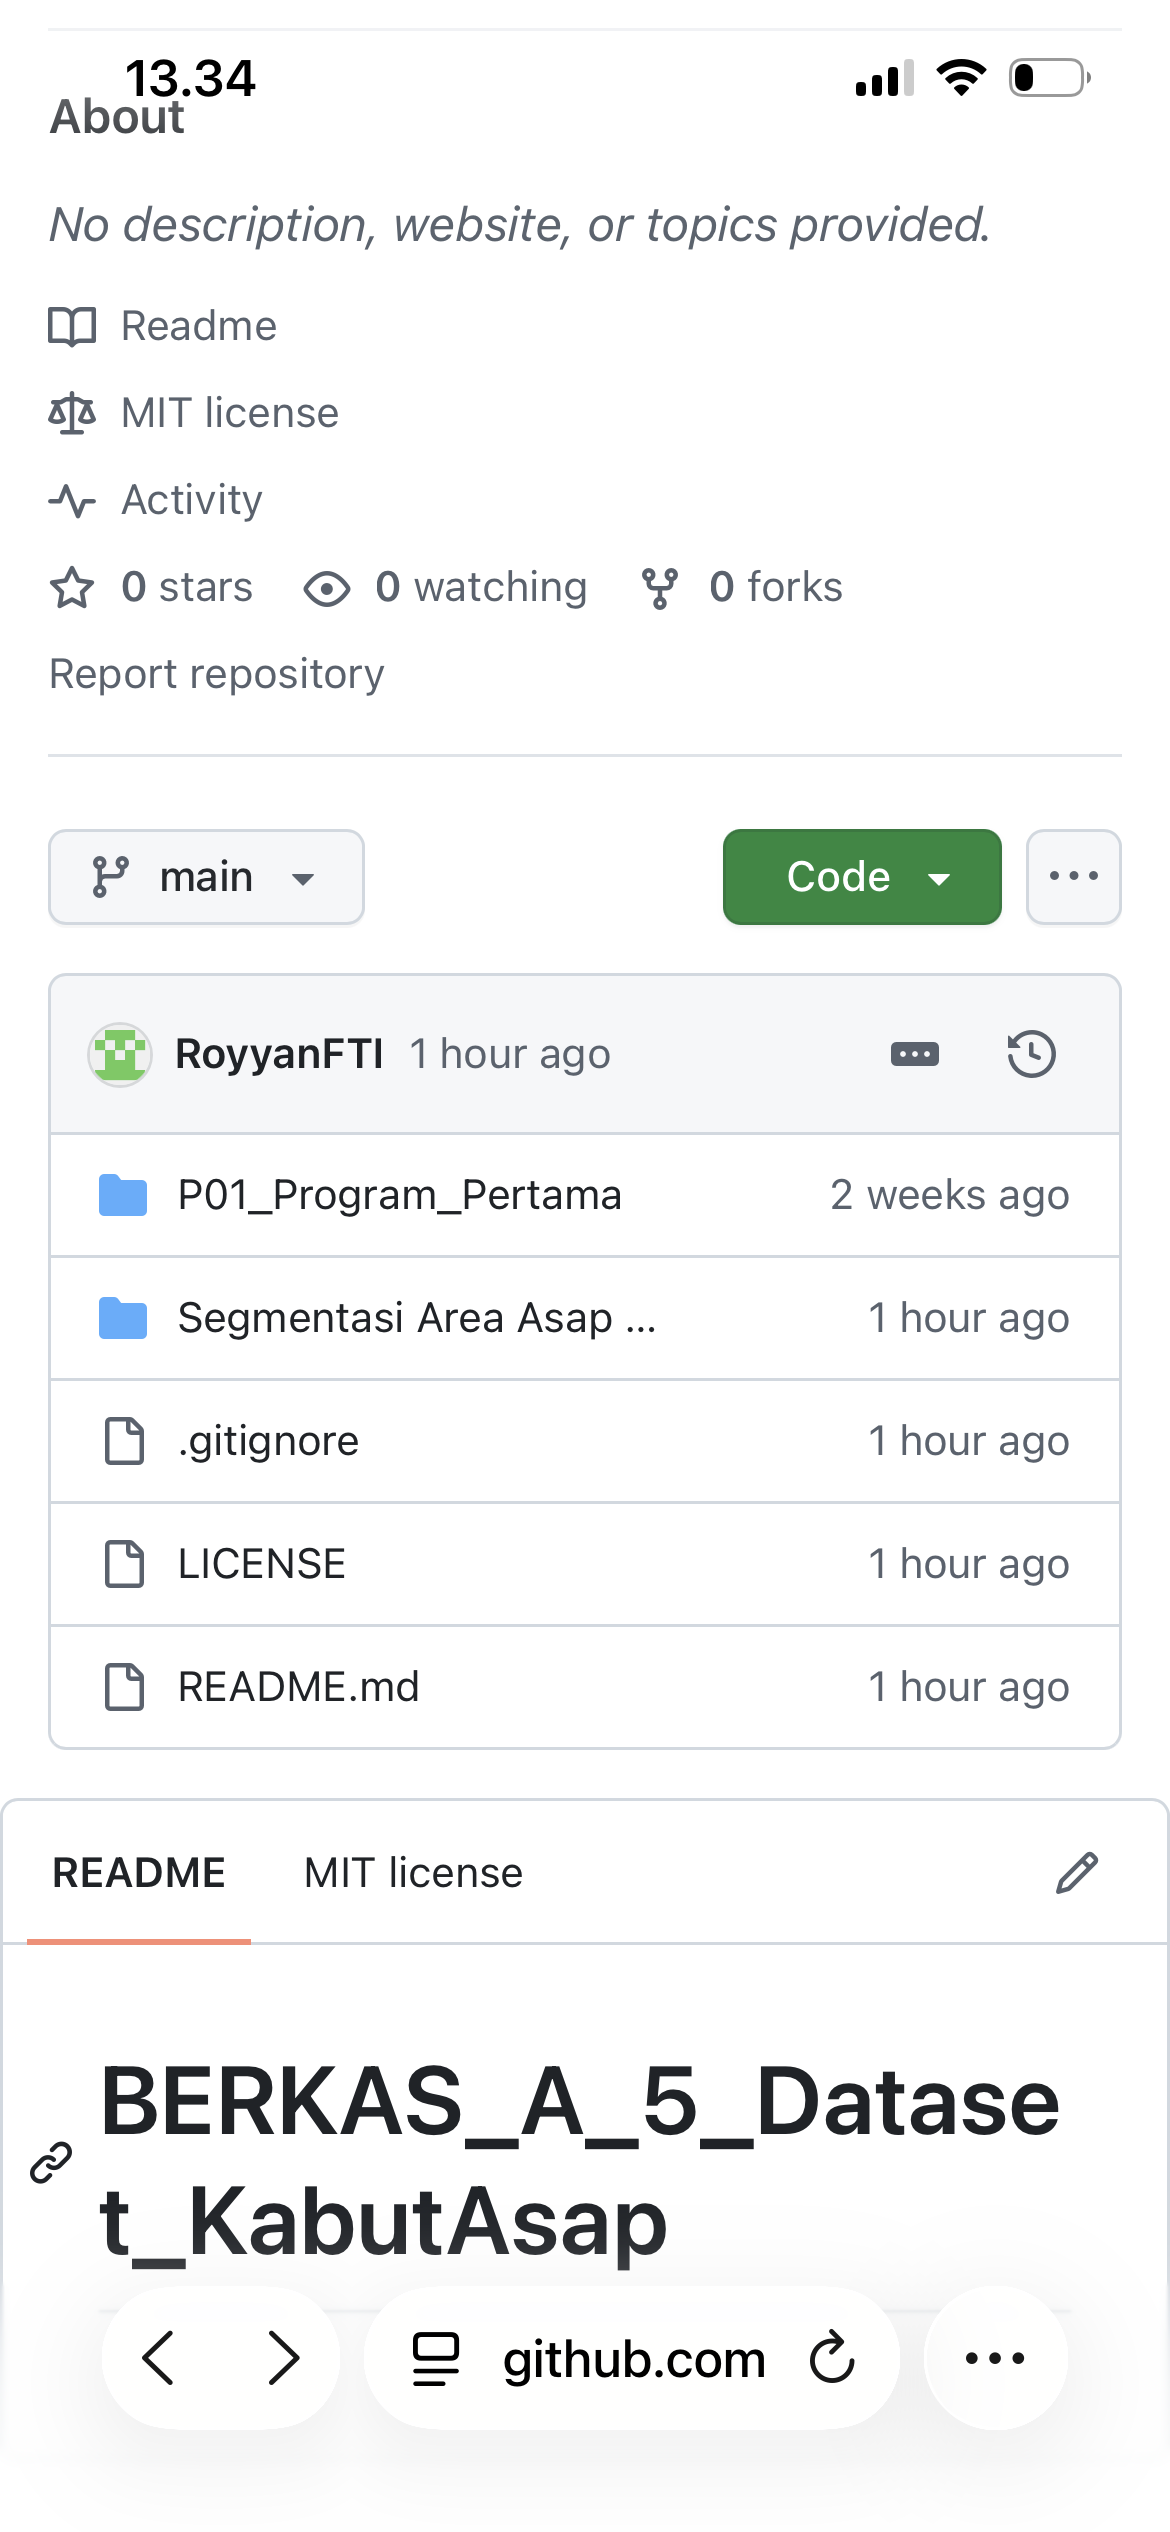 13.34
About
No description, website, or topics provided.
Readme
MIT license
Activity
0 stars 0 watching 0 forks
Report repository
main Code
RoyyanFTI 1 hour ago
P01_Program_Pertama 2 weeks ago
Segmentasi Area Asap ... 1 hour ago
.gitignore 1 hour ago
LICENSE 1 hour ago
README.md 1 hour ago
README MIT license
BERKAS_A_5_Datase
t_KabutAsap
github.com